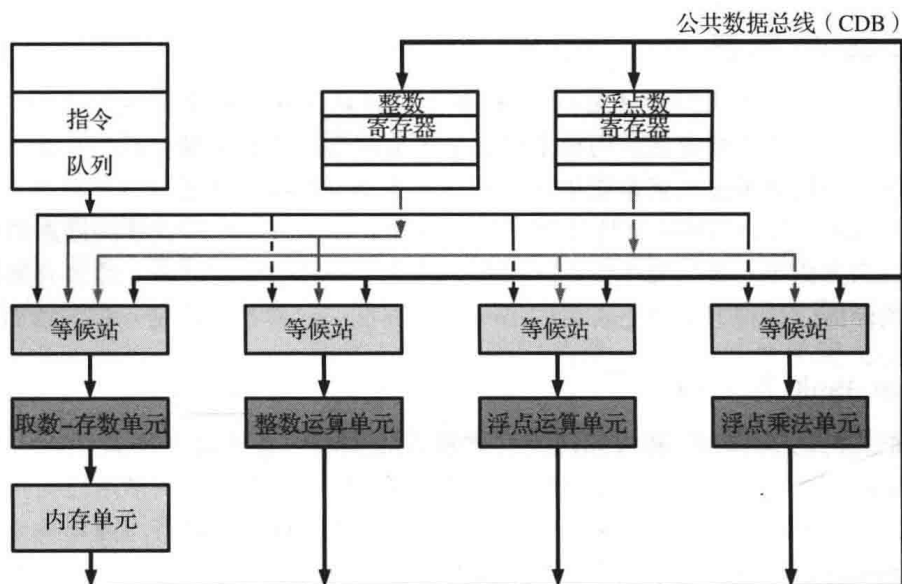 公共数据总线（CDB）
指令
队列
整数
寄存器
浮点数
寄存器
等候站
等候站
等候站
等候站
取数-存数单元
整数运算单元
浮点运算单元
浮点乘法单元
内存单元